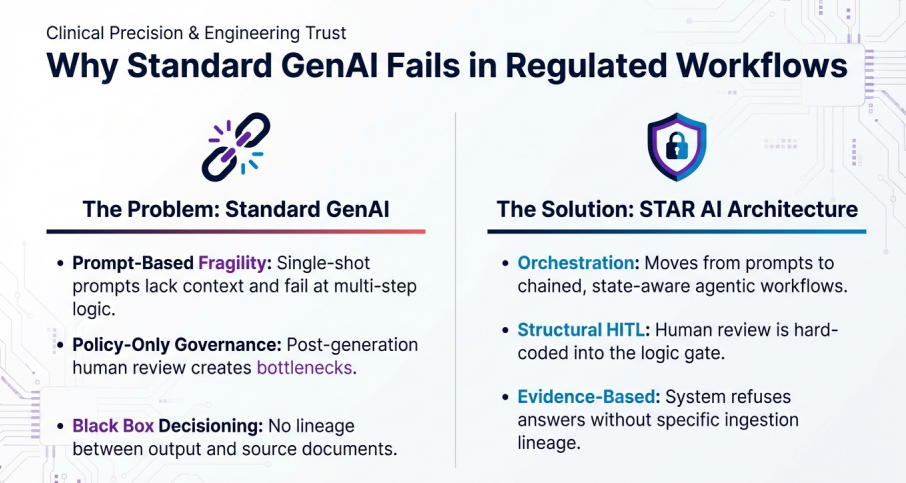 Clinical Precision & Engineering Trust
Why Standard GenAI Fails in Regulated Workflows
The Problem: Standard GenAI
• Prompt-Based Fragility: Single-shot
prompts lack context and fail at multi-step
logic.
• Policy-Only Governance: Post-generation
human review creates bottlenecks.
• Black Box Decisioning: No lineage
between output and source documents.
The Solution: STAR AI Architecture
• Orchestration: Moves from prompts to
chained, state-aware agentic workflows.
• Structural HITL: Human review is hard-
coded into the logic gate.
• Evidence-Based: System refuses
answers without specific ingestion
lineage.